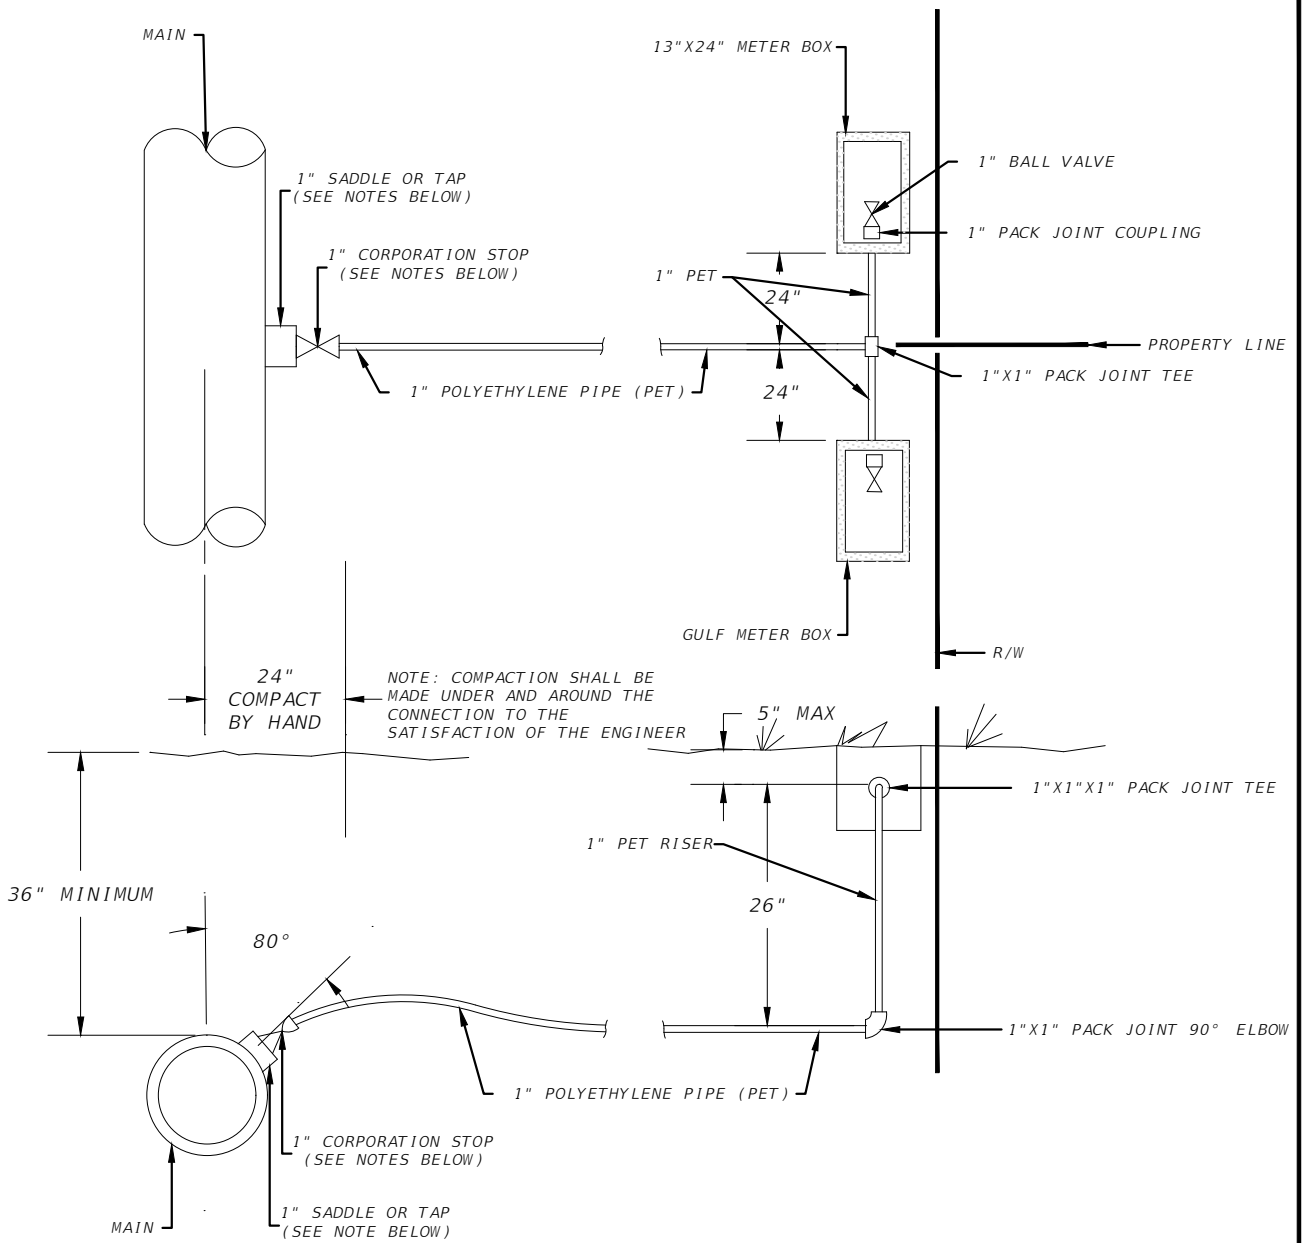 MAIN
13"X24" METER BOX
1" BALL VALVE
1" SADDLE OR TAP
(SEE NOTES BELOW)
1" PACK JOINT COUPLING
1" CORPORATION STOP
(SEE NOTES BELOW)
1" PET
24"
PROPERTY LINE
1"X1" PACK JOINT TEE
1" POLYETHYLENE PIPE (PET)
24"
GULF METER BOX
R/W
24"
COMPACT
BY HAND
NOTE: COMPACTION SHALL BE
MADE UNDER AND AROUND THE
CONNECTION TO THE
SATISFACTION OF THE ENGINEER
5" MAX
1"X1"X1" PACK JOINT TEE
1" PET RISER
36" MINIMUM
26"
80°
1"X1" PACK JOINT 90° ELBOW
1" POLYETHYLENE PIPE (PET)
1" CORPORATION STOP
(SEE NOTES BELOW)
1" SADDLE OR TAP
(SEE NOTE BELOW)
MAIN